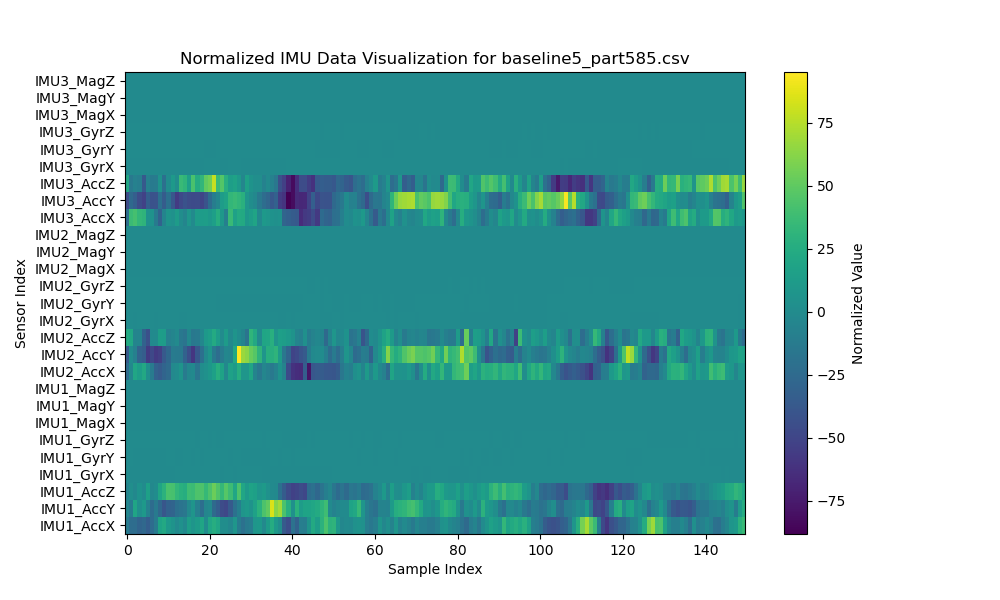 Normalized IMU Data Visualization for baseline5_part585.csv
IMU3_MagZ
IMU3_MagY
IMU3_MagX
IMU3_GyrZ
IMU3_GyrY
IMU3_GyrX
IMU3_AccZ
IMU3_AccY
IMU3_AccX
IMU2_MagZ
IMU2_MagY
IMU2_MagX
IMU2_GyrZ
IMU2_GyrY
IMU2_GyrX
IMU2_AccZ
IMU2_AccY
IMU2_AccX
IMU1_MagZ
IMU1_MagY
IMU1_MagX
IMU1_GyrZ
IMU1_GyrY
IMU1_GyrX
IMU1_AccZ
IMU1_AccY
IMU1_AccX
Sensor Index
0 20 40 60 80 100 120 140
Sample Index
75
50
25
0
−25
−50
−75
Normalized Value